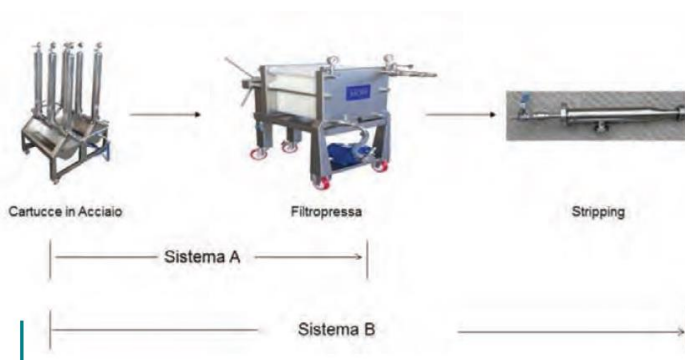 Cartucce in Acciaio
Filtropressa
Stripping
Sistema A
Sistema B